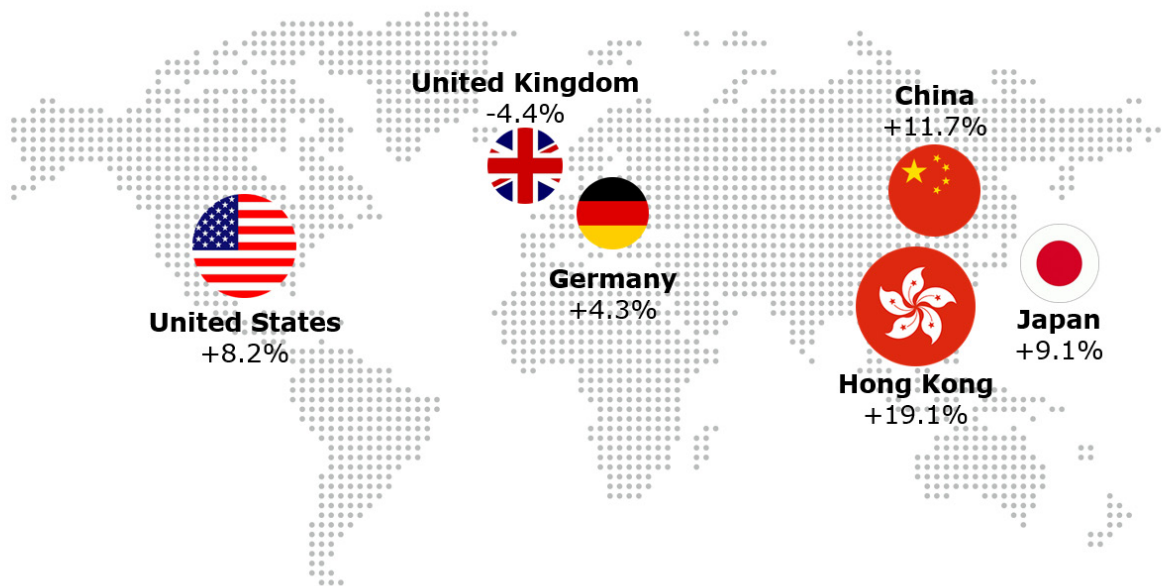 United Kingdom
-4.4%
China
+11.7%
Germany
+4.3%
United States
+8.2%
Japan
+9.1%
Hong Kong
+19.1%